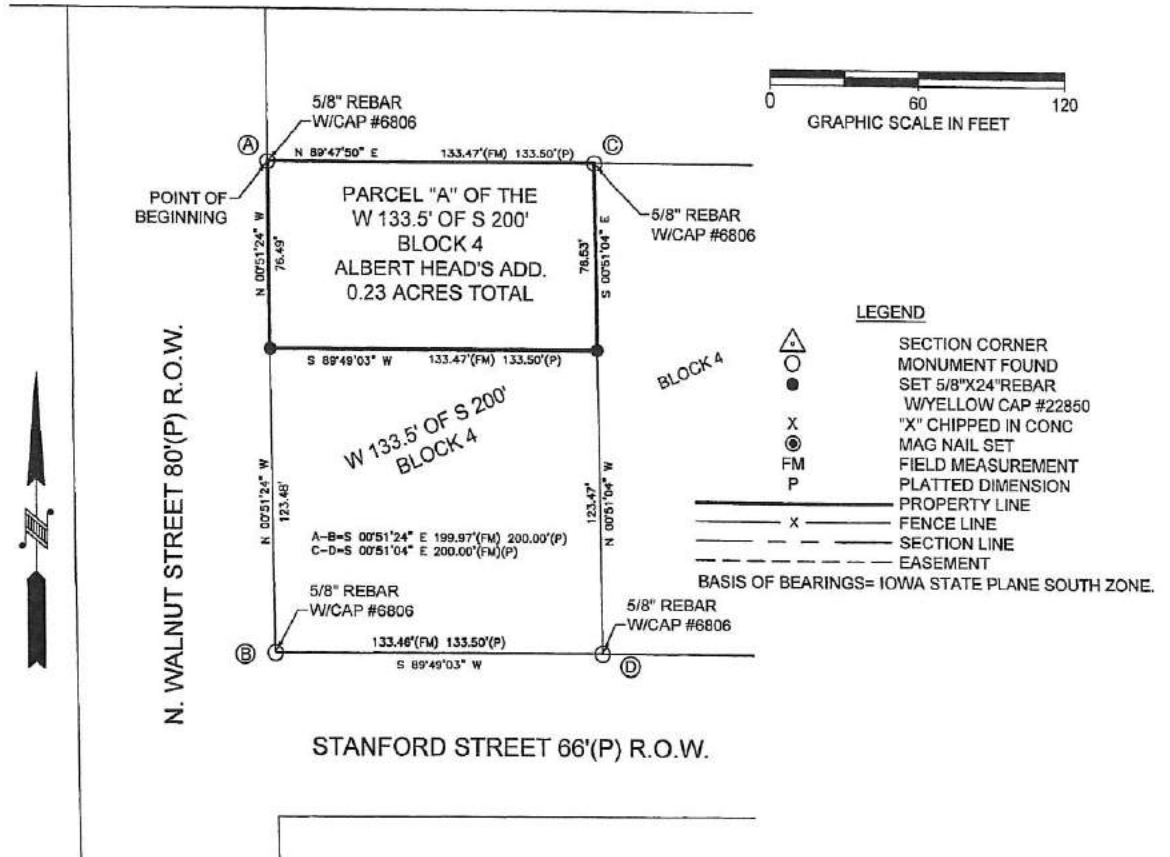 5/8" REBAR
W/CAP #6806
A
N 89°47'50" E 133.47'(FM) 133.50'(P)
C
0 60 120
GRAPHIC SCALE IN FEET
POINT OF
BEGINNING
PARCEL "A" OF THE
W 133.5' OF S 200'
BLOCK 4
ALBERT HEAD'S ADD.
0.23 ACRES TOTAL
N 00°51'24" W
76.49'
76.53'
S 00°51'04" E
5/8" REBAR
W/CAP #6806
S 89°49'03" W 133.47'(FM) 133.50'(P)
N. WALNUT STREET 80'(P) R.O.W.
W 133.5' OF S 200'
BLOCK 4
BLOCK 4
N 00°51'24" W
123.48'
123.47'
N 00°51'04" W
A-B=S 00°51'24" E 199.97'(FM) 200.00'(P)
C-D=S 00°51'04" E 200.00'(FM)(P)
LEGEND
SECTION CORNER
MONUMENT FOUND
SET 5/8"X24"REBAR
W/YELLOW CAP #22850
X "X" CHIPPED IN CONC
MAG NAIL SET
FM FIELD MEASUREMENT
P PLATTED DIMENSION
PROPERTY LINE
X FENCE LINE
SECTION LINE
EASEMENT
BASIS OF BEARINGS= IOWA STATE PLANE SOUTH ZONE.
5/8" REBAR
W/CAP #6806
B
133.46'(FM) 133.50'(P)
S 89°49'03" W
5/8" REBAR
W/CAP #6806
D
STANFORD STREET 66'(P) R.O.W.